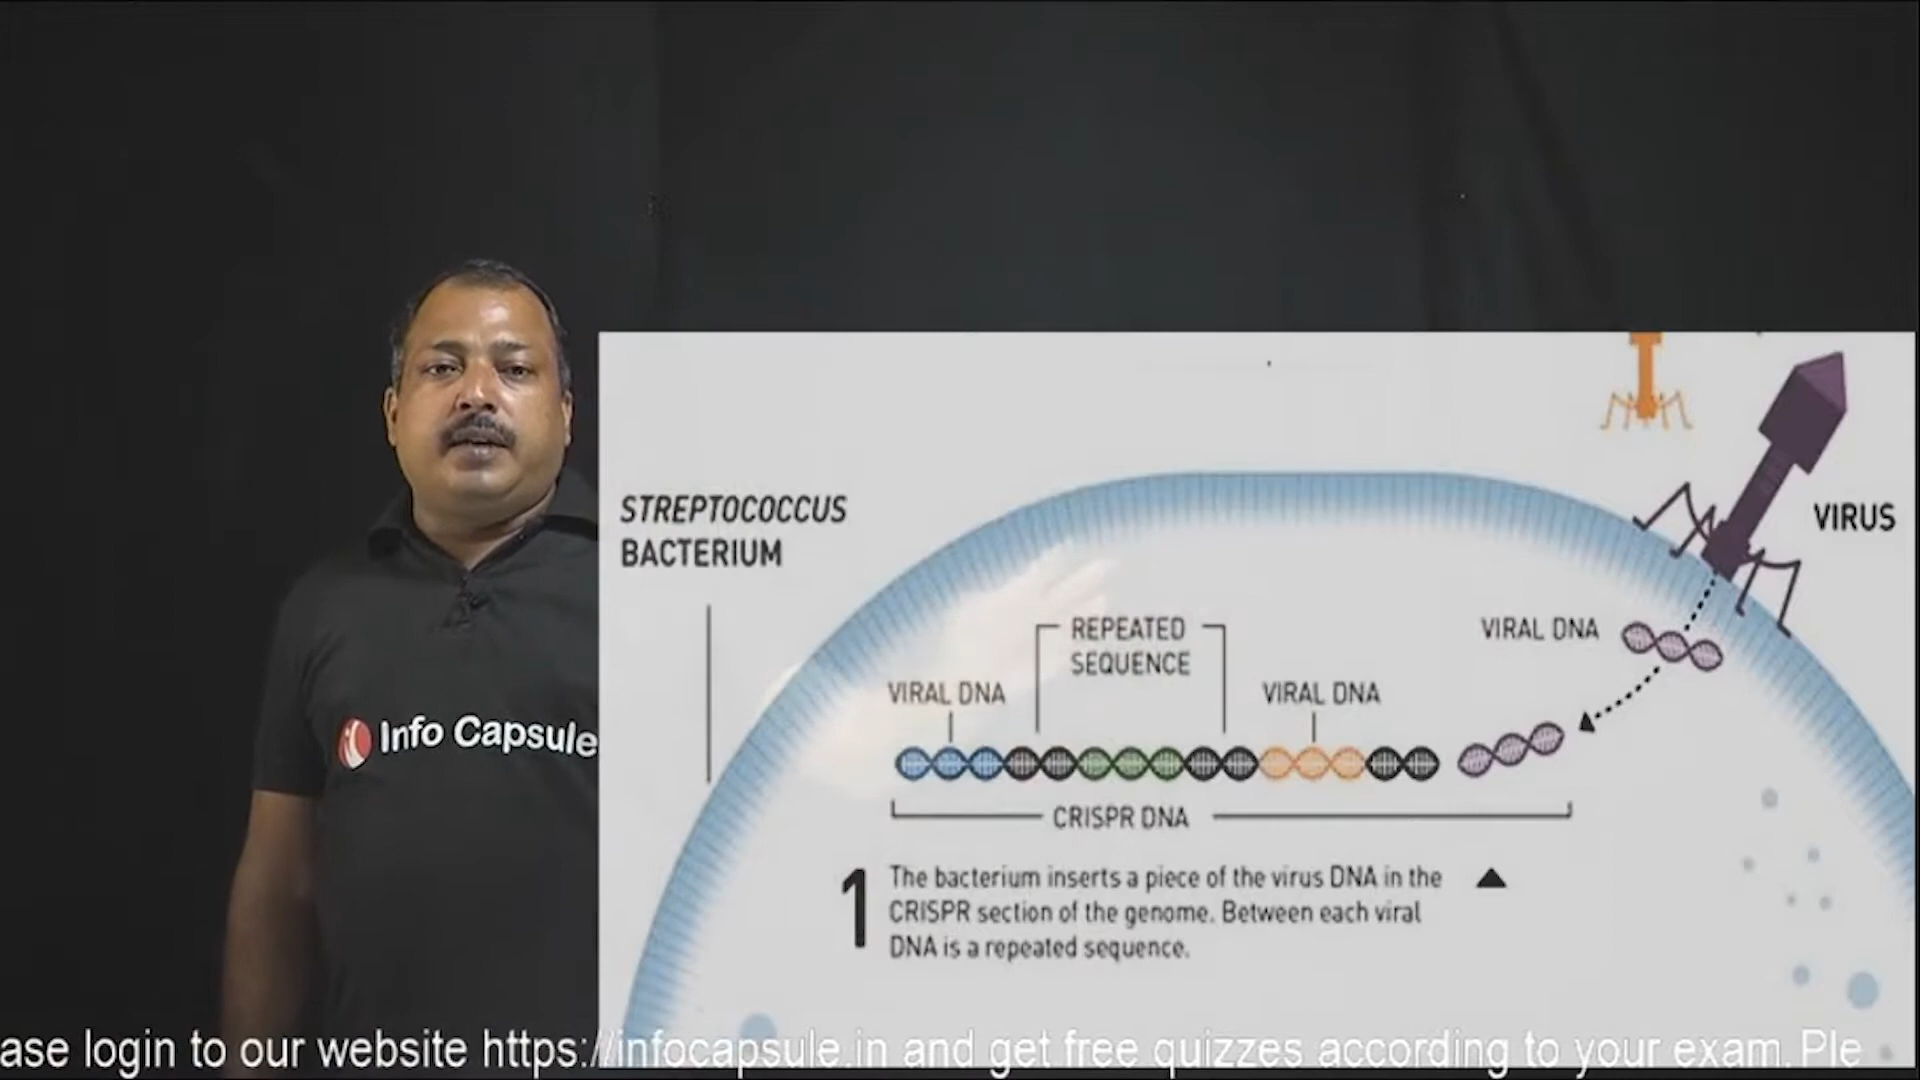 STREPTOCOCCUS
BACTERIUM
VIRUS
REPEATED
SEQUENCE
VIRAL DNA
VIRAL DNA
VIRAL DNA
CRISPR DNA
1
The bacterium inserts a piece of the virus DNA in the
CRISPR section of the genome. Between each viral
DNA is a repeated sequence.
Info Capsule
ase login to our website https://infocapsule.in and get free quizzes according to your exam. Ple